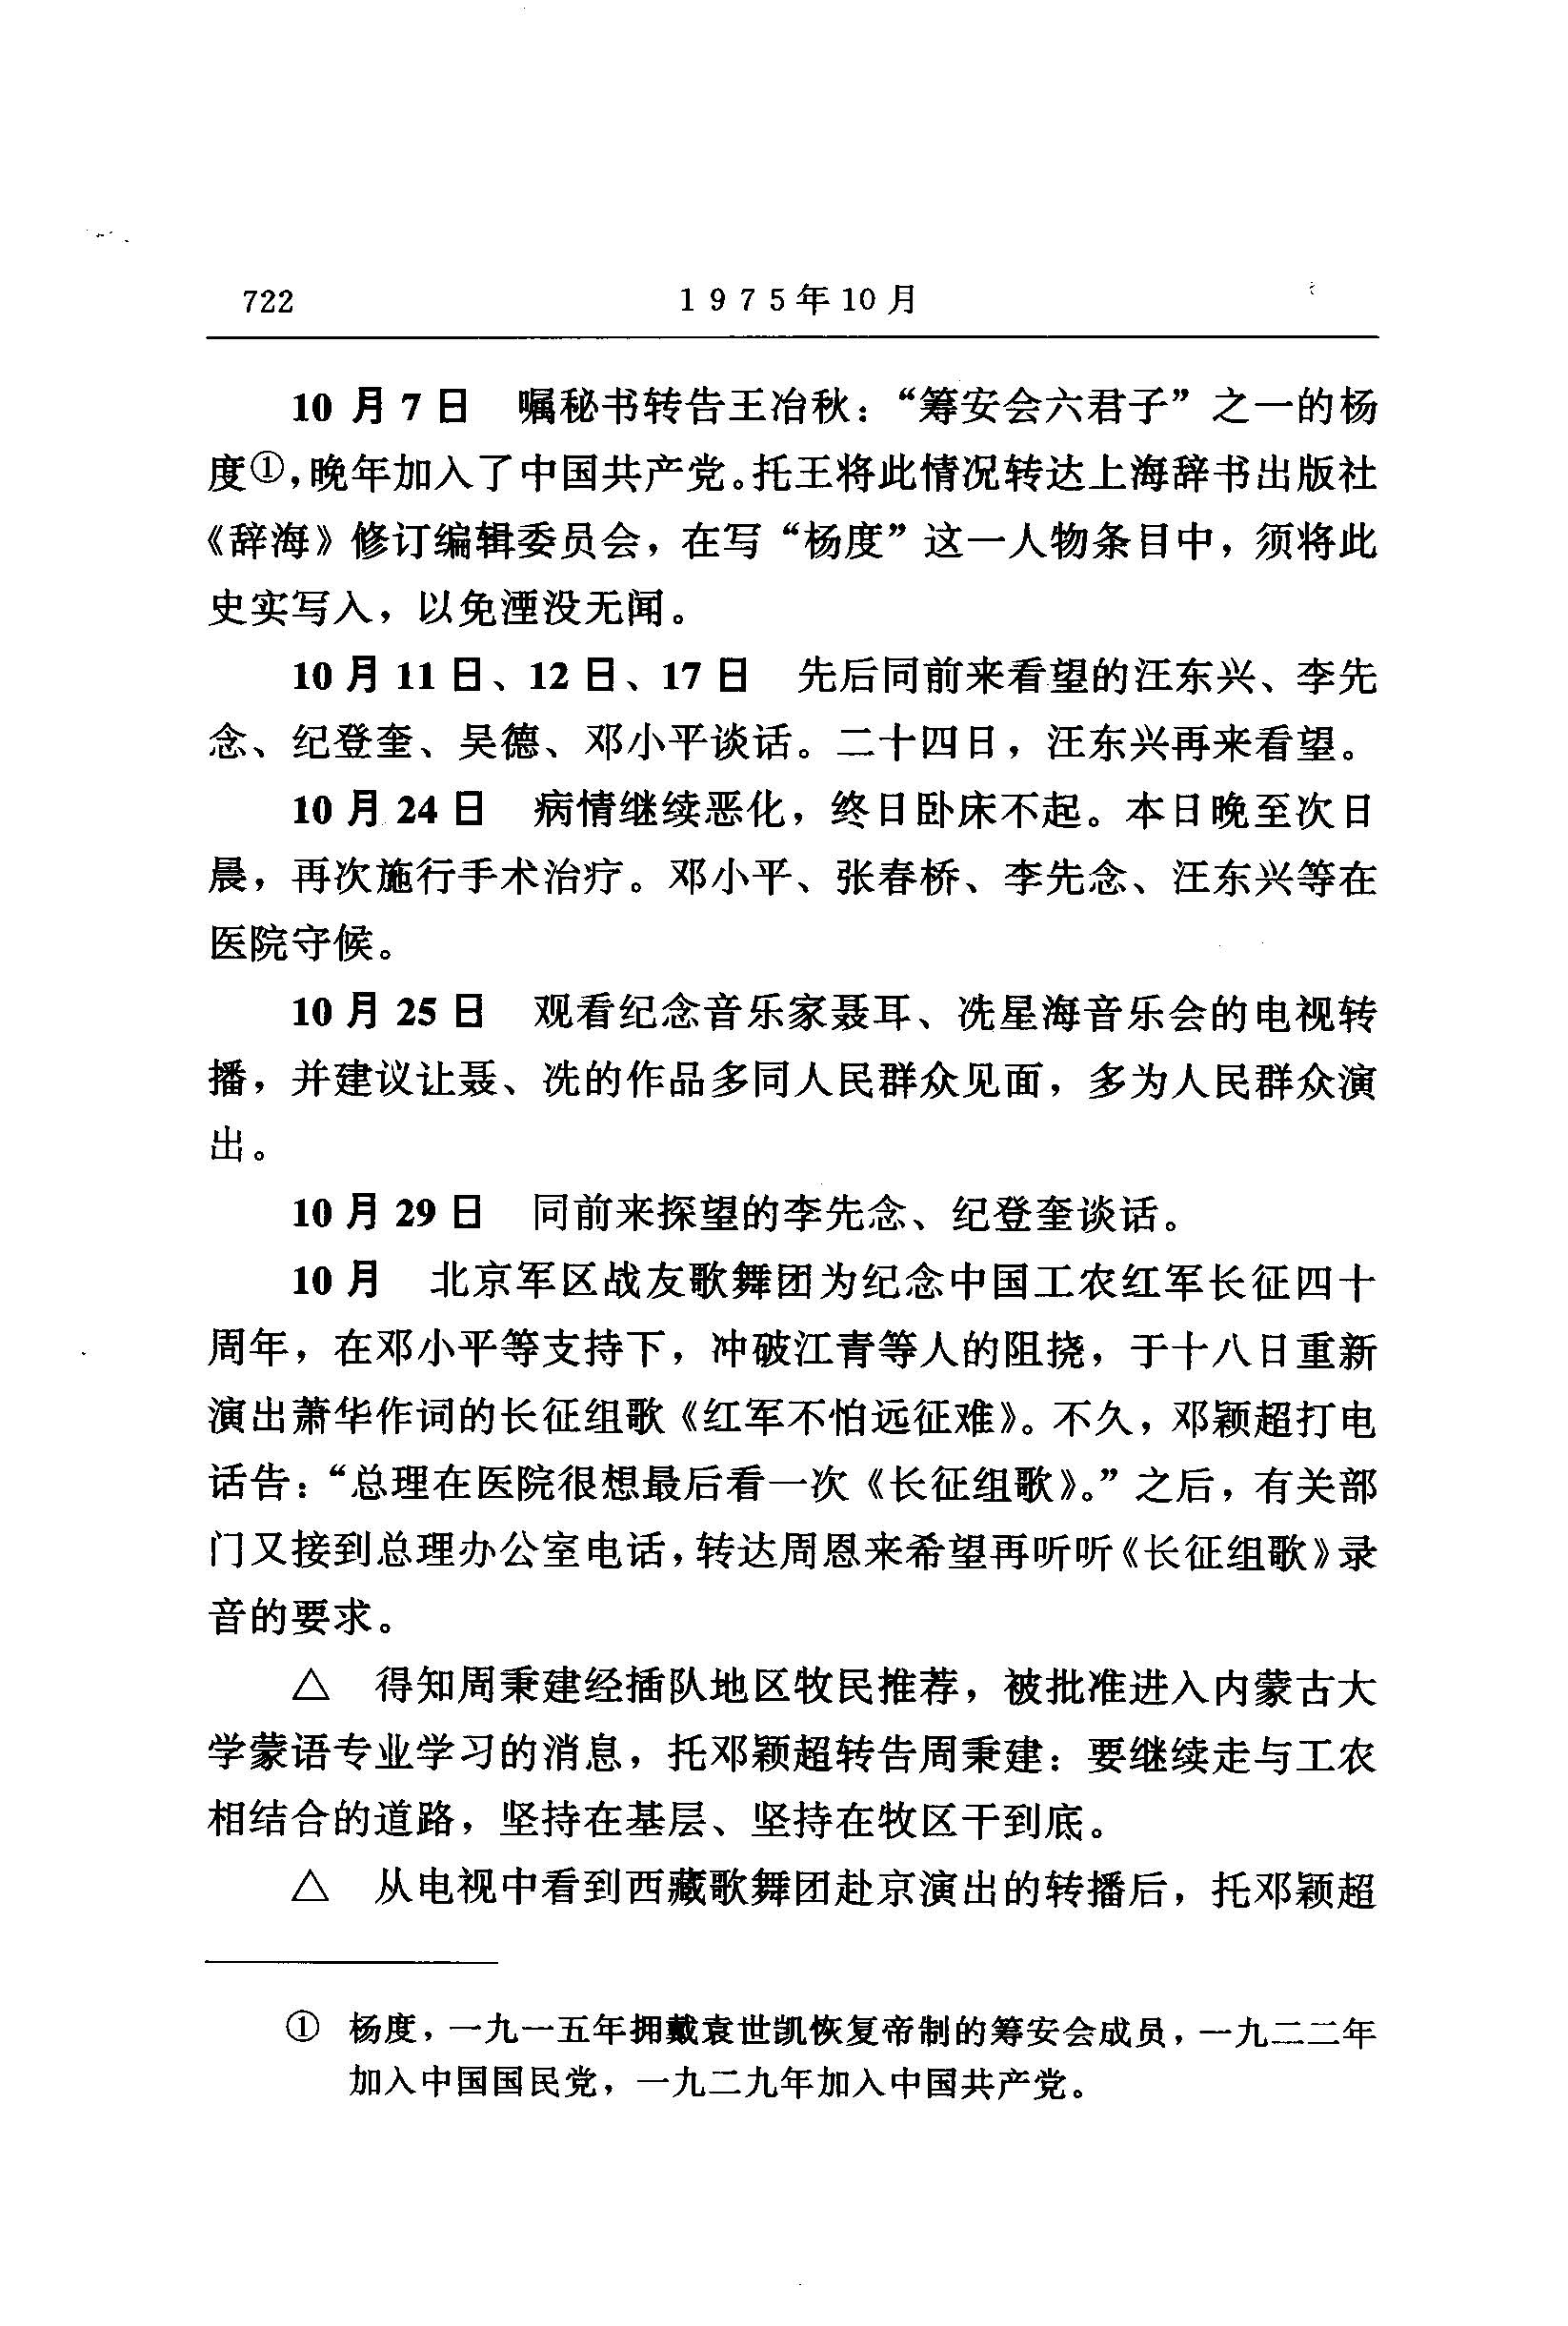 722
1975年10月
10月7日 嘱秘书转告王冶秋：“筹安会六君子”之一的杨
度①，晚年加入了中国共产党。托王将此情况转达上海辞书出版社
《辞海》修订编辑委员会，在写“杨度”这一人物条目中，须将此
史实写入，以免湮没无闻。
10月11日、12日、17日 先后同前来看望的汪东兴、李先
念、纪登奎、吴德、邓小平谈话。二十四日，汪东兴再来看望。
10月24日 病情继续恶化，终日卧床不起。本日晚至次日
晨，再次施行手术治疗。邓小平、张春桥、李先念、汪东兴等在
医院守候。
10月25日 观看纪念音乐家聂耳、冼星海音乐会的电视转
播，并建议让聂、冼的作品多同人民群众见面，多为人民群众演
出。
10月29日 同前来探望的李先念、纪登奎谈话。
10月 北京军区战友歌舞团为纪念中国工农红军长征四十
周年，在邓小平等支持下，冲破江青等人的阻挠，于十八日重新
演出萧华作词的长征组歌《红军不怕远征难》。不久，邓颖超打电
话告：“总理在医院很想最后看一次《长征组歌》。”之后，有关部
门又接到总理办公室电话，转达周恩来希望再听听《长征组歌》录
音的要求。
△ 得知周秉建经插队地区牧民推荐，被批准进入内蒙古大
学蒙语专业学习的消息，托邓颖超转告周秉建：要继续走与工农
相结合的道路，坚持在基层、坚持在牧区干到底。
△ 从电视中看到西藏歌舞团赴京演出的转播后，托邓颖超
① 杨度，一九一五年拥戴袁世凯恢复帝制的筹安会成员，一九二二年
加入中国国民党，一九二九年加入中国共产党。